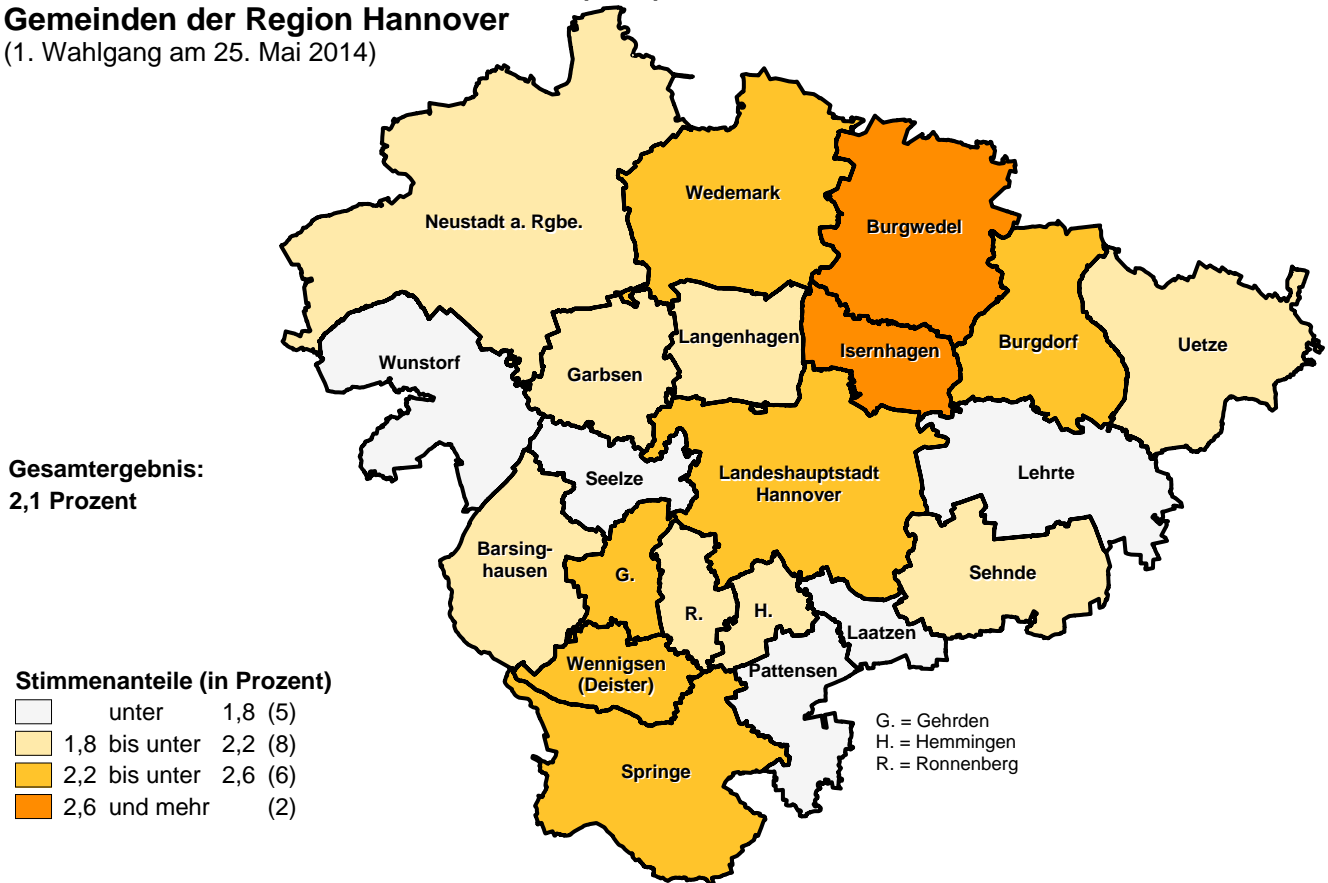 Gemeinden der Region Hannover
(1. Wahlgang am 25. Mai 2014)
Wedemark
Neustadt a. Rgbe.
Burgwedel
Langenhagen
Isernhagen
Burgdorf
Uetze
Wunstorf
Garbsen
Gesamtergebnis:
2,1 Prozent
Seelze
Landeshauptstadt
Hannover
Lehrte
Barsing-
hausen
G.
R.
H.
Sehnde
Laatzen
Wennigsen
(Deister)
Pattensen
Springe
Stimmenanteile (in Prozent)
unter 1,8 (5)
1,8 bis unter 2,2 (8)
2,2 bis unter 2,6 (6)
2,6 und mehr (2)
G. = Gehrden
H. = Hemmingen
R. = Ronnenberg